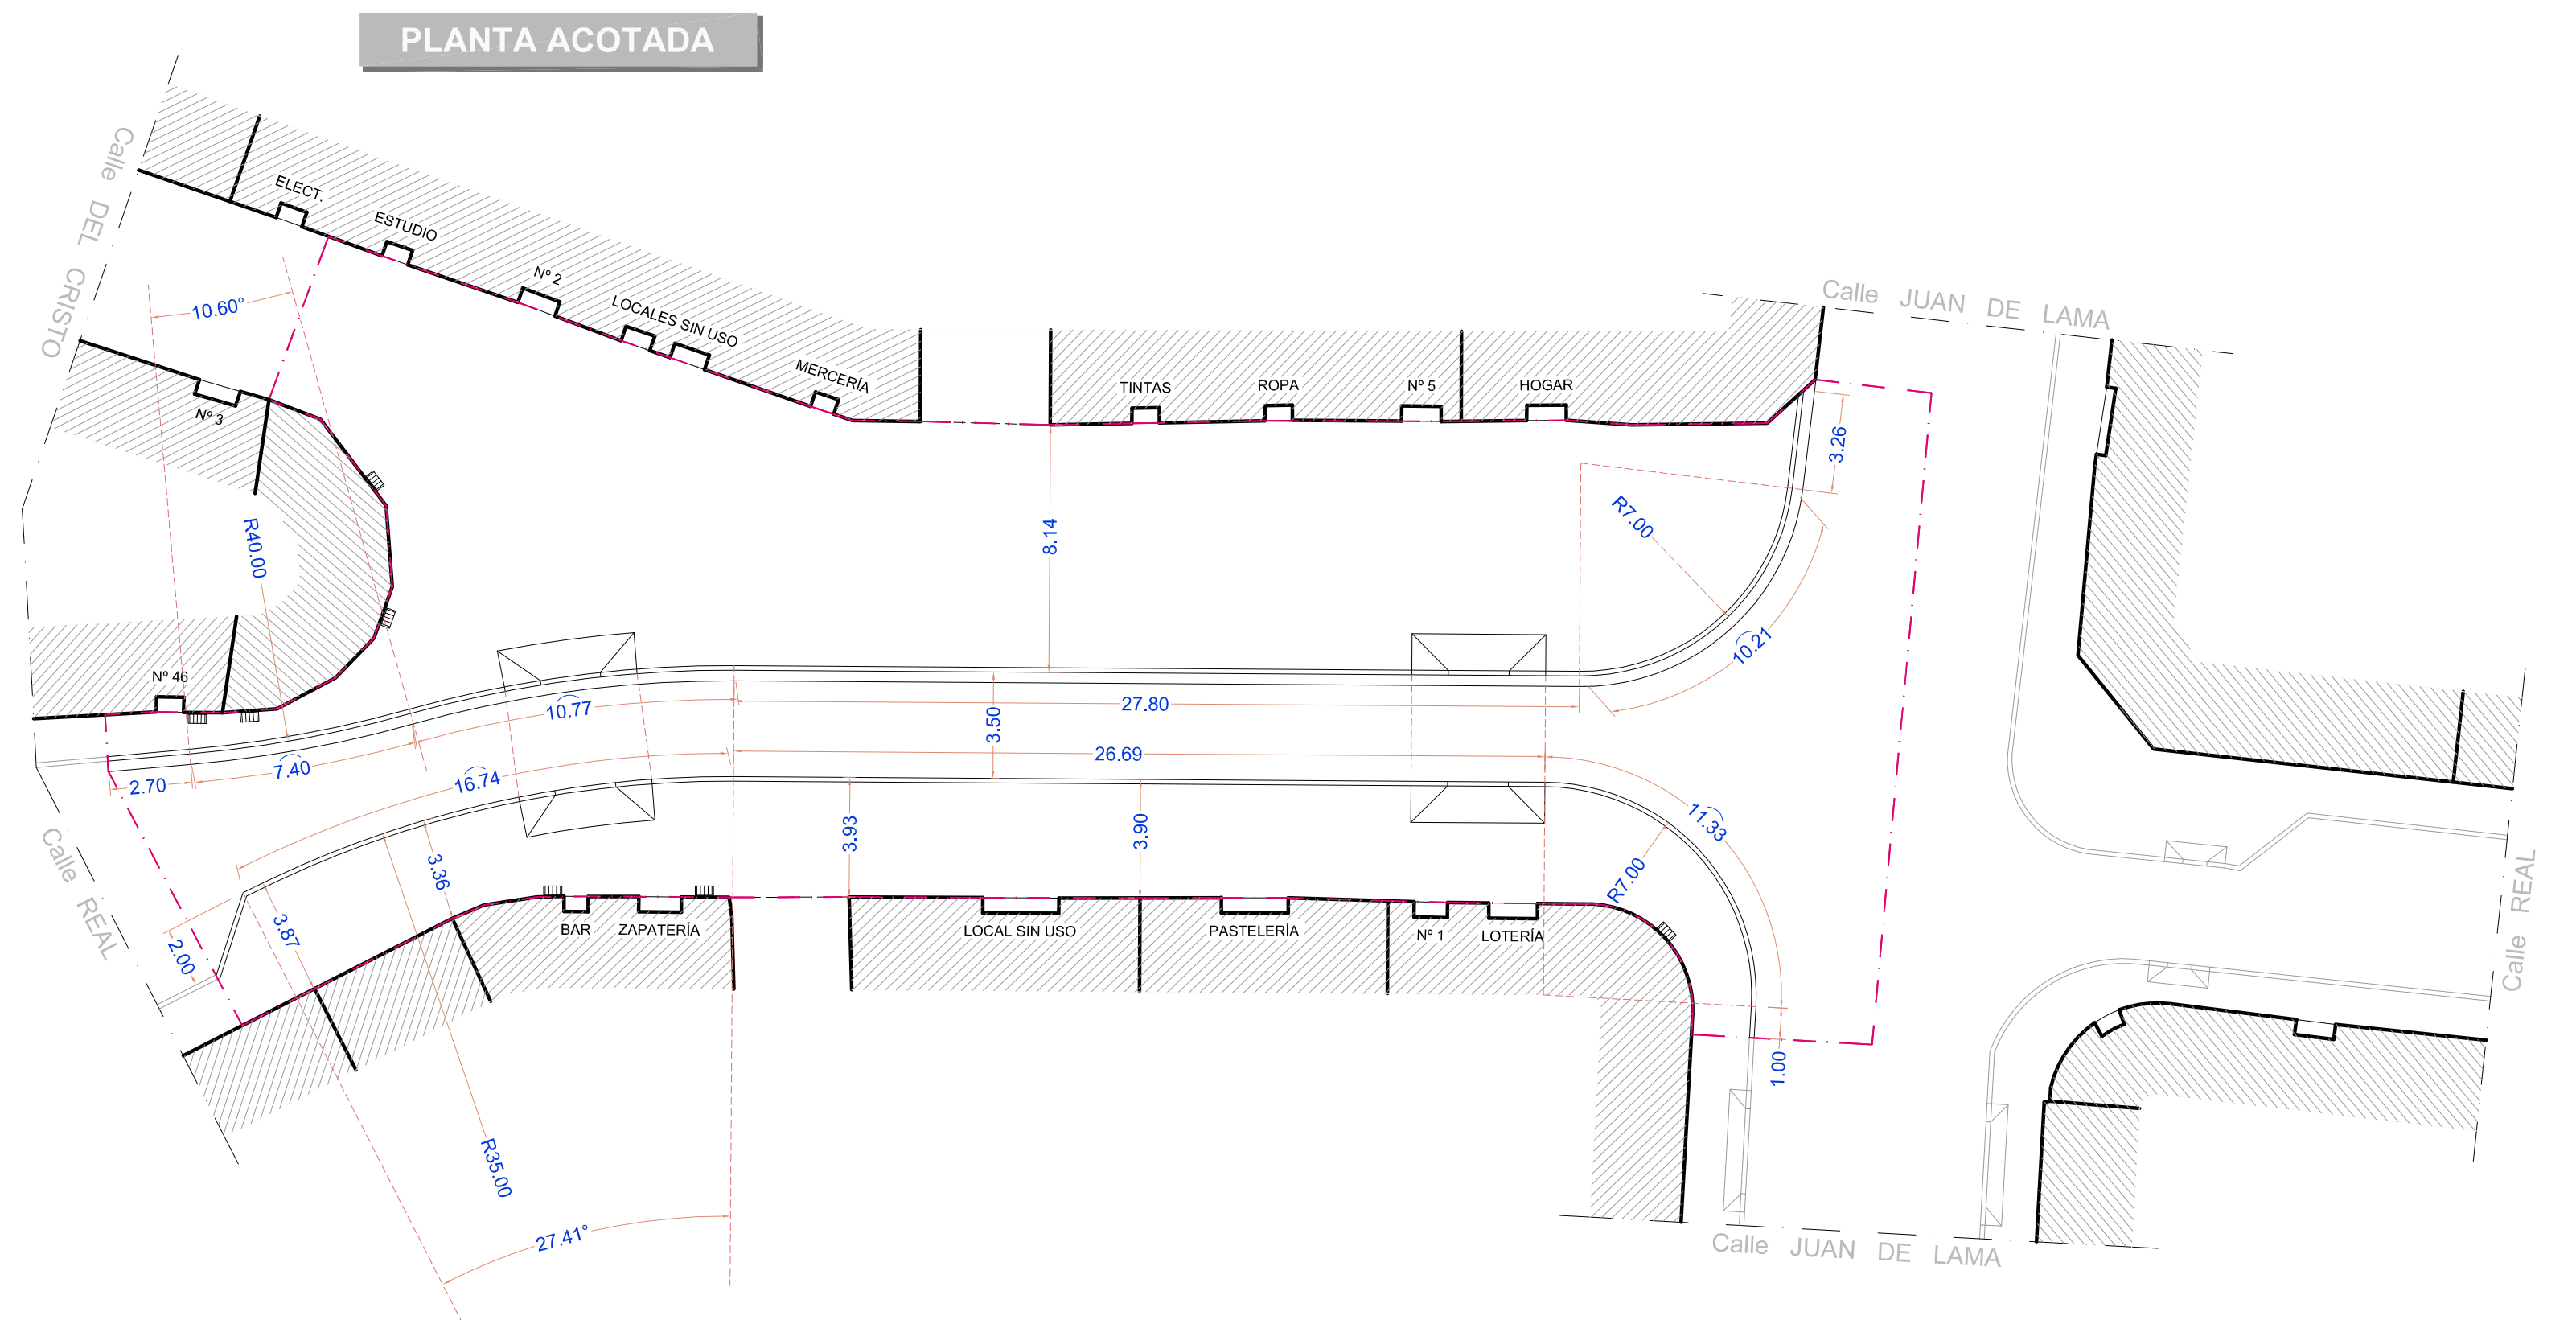 PLANTA ACOTADA
Calle DEL CRISTO
ELECT.
ESTUDIO
Nº 2
LOCALES SIN USO
MERCERÍA
TINTAS
ROPA
Nº 5
HOGAR
Calle JUAN DE LAMA
10.60°
Nº 3
R40.00
8.14
R7.00
3.26
10.21
Nº 46
2.70
7.40
10.77
16.74
27.80
3.50
26.69
11.33
3.93
3.90
R7.00
3.36
3.87
2.00
Calle REAL
BAR
ZAPATERÍA
LOCAL SIN USO
PASTELERÍA
Nº 1
LOTERÍA
1.00
R35.00
27.41°
Calle JUAN DE LAMA
Calle REAL